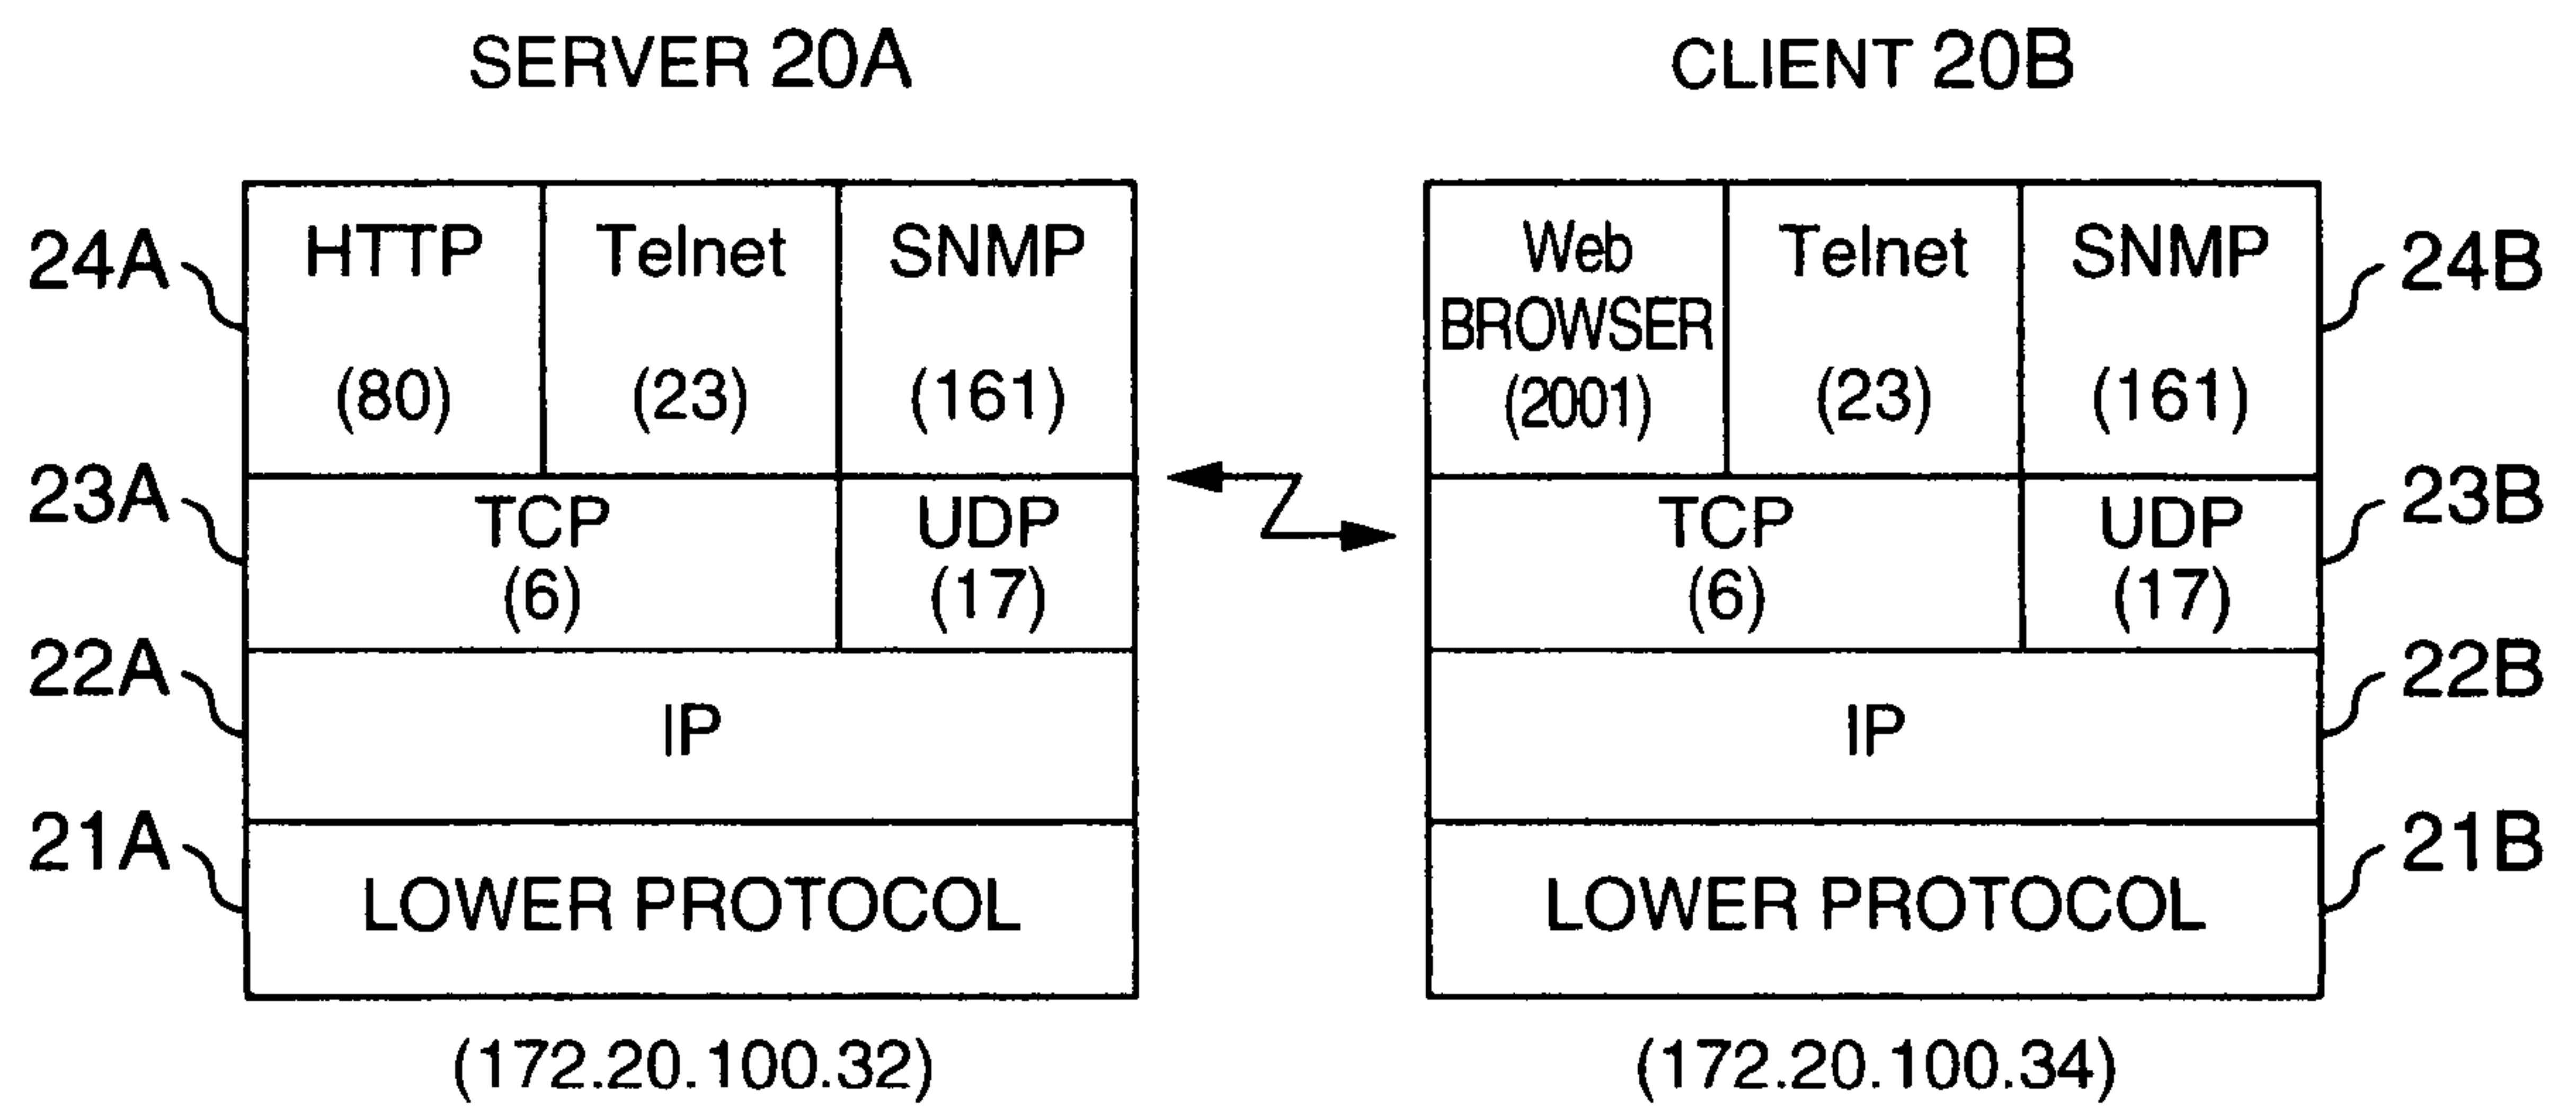 SERVER 20A
CLIENT 20B
24A
HTTP
(80)
Telnet
(23)
SNMP
(161)
23A
TCP
(6)
UDP
(17)
22A
IP
21A
LOWER PROTOCOL
(172.20.100.32)
Web
BROWSER
(2001)
Telnet
(23)
SNMP
(161)
24B
TCP
(6)
UDP
(17)
23B
IP
22B
LOWER PROTOCOL
21B
(172.20.100.34)